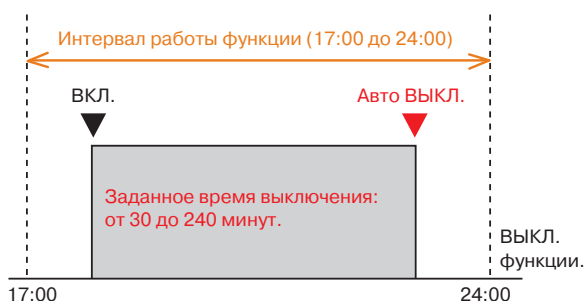 Интервал работы функции (17:00 до 24:00)
ВКЛ.
Авто ВЫКЛ.
Заданное время выключения:
от 30 до 240 минут.
ВЫКЛ.
функции.
17:00
24:00